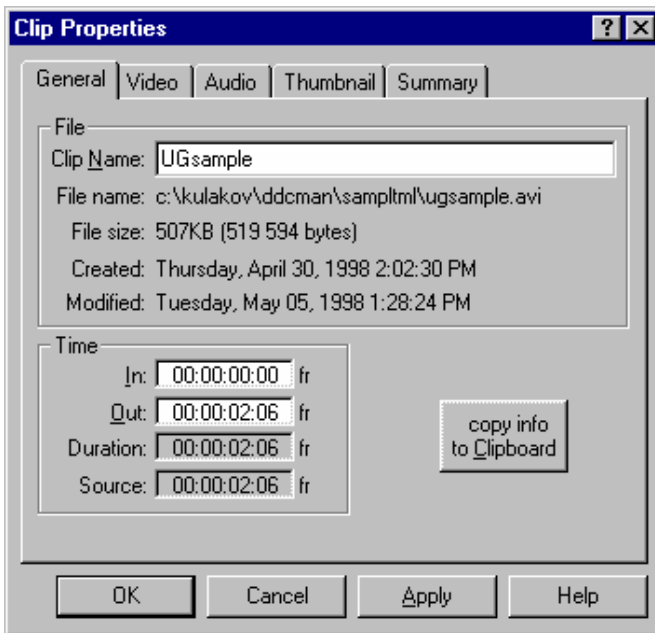 Clip Properties
General Video Audio Thumbnail Summary
File
Clip Name: UGsample
File name: c:\kulakov\ddcman\sampltml\ugsample.avi
File size: 507KB (519 594 bytes)
Created: Thursday, April 30, 1998 2:02:30 PM
Modified: Tuesday, May 05, 1998 1:28:24 PM
Time
In: 00:00:00:00 fr
Out: 00:00:02:06 fr
Duration: 00:00:02:06 fr
Source: 00:00:02:06 fr
copy info
to Clipboard
OK Cancel Apply Help